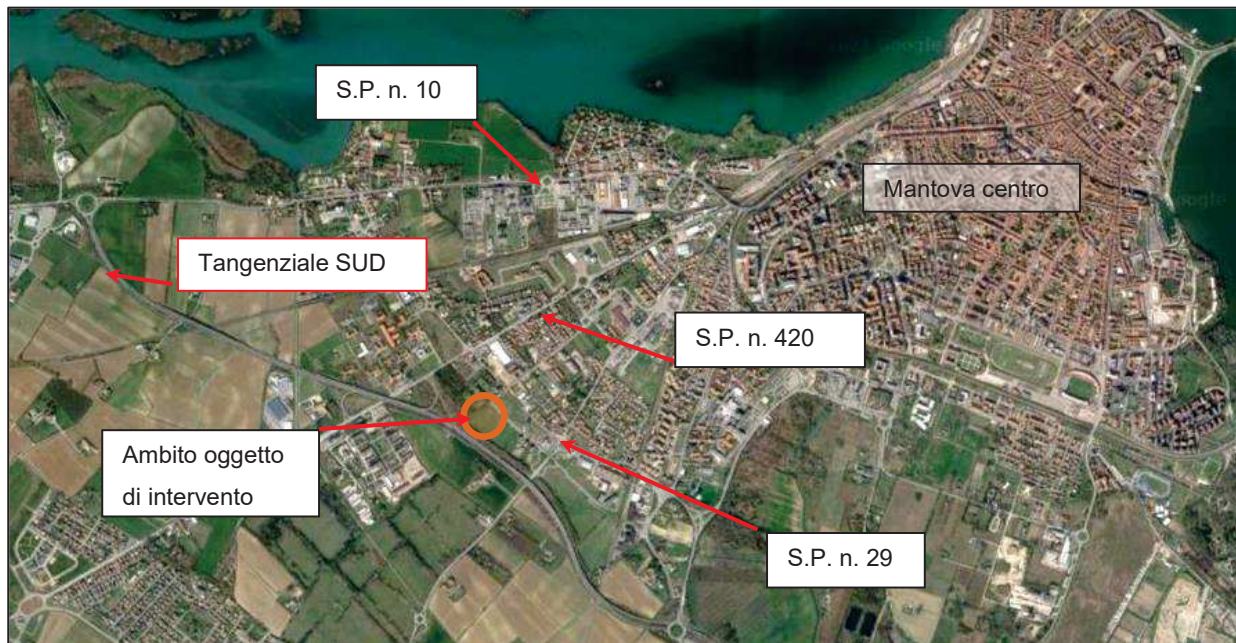 S.P. n. 10
Mantova centro
Tangenziale SUD
S.P. n. 420
Ambito oggetto
di intervento
S.P. n. 29